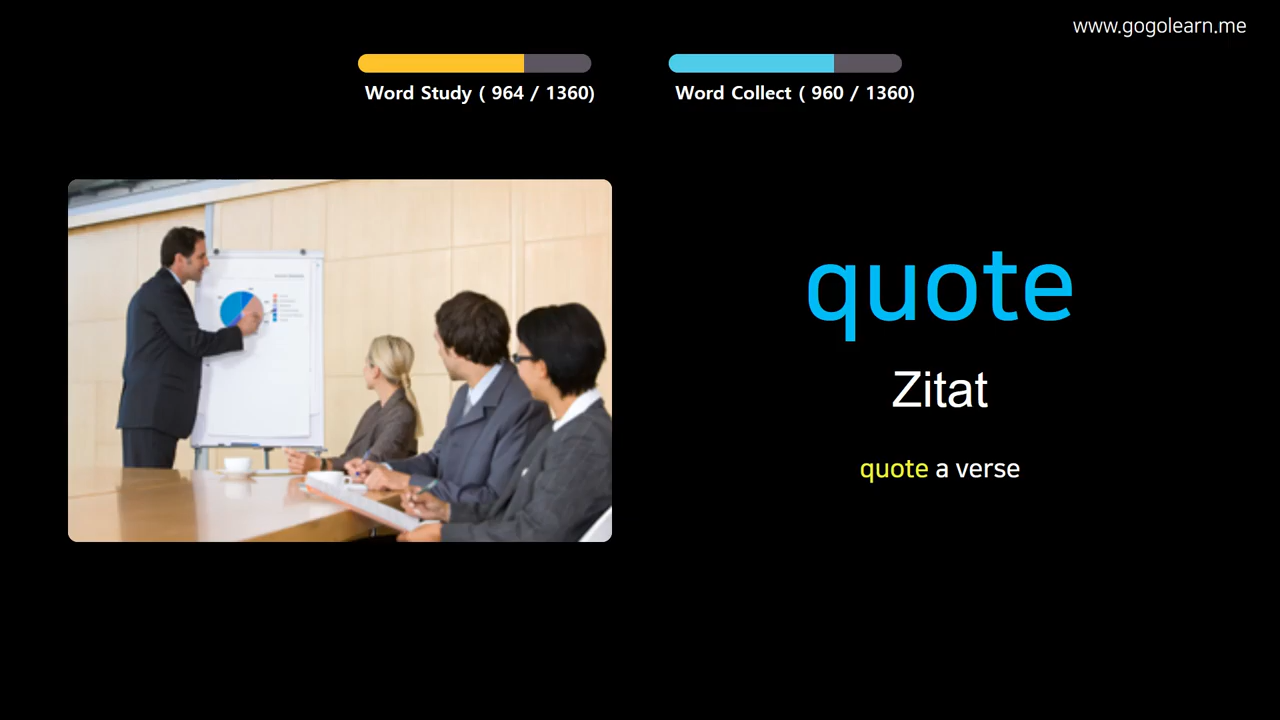 www.gogolearn.me
Word Study ( 964 / 1360)
Word Collect ( 960 / 1360)
quote
Zitat
quote a verse